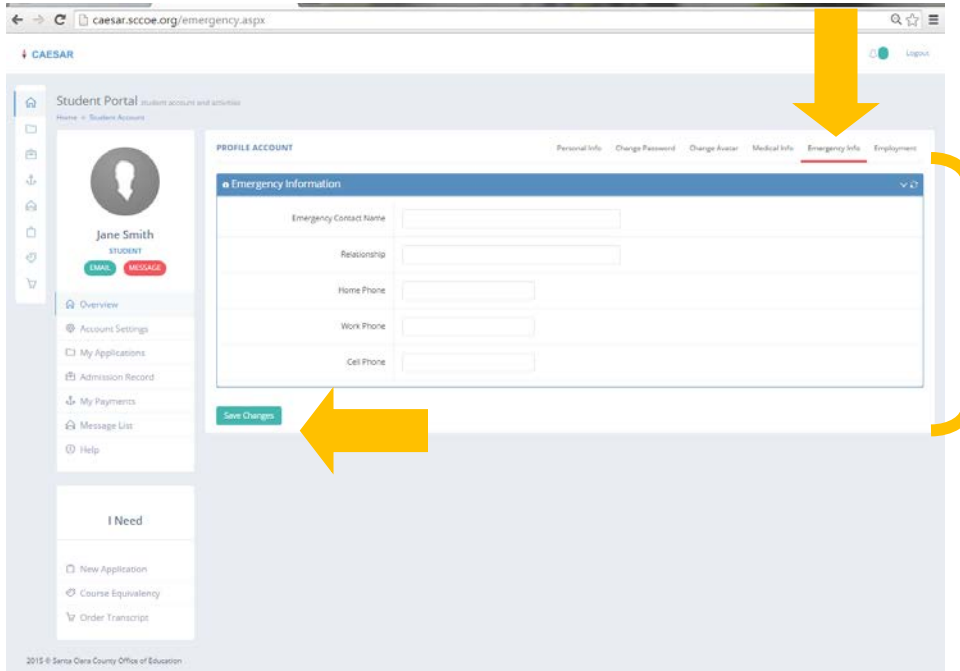 caesar.sccoe.org/emergency.aspx
CAESAR
Logout
Student Portal student account and activities
Home > Student Account
PROFILE ACCOUNT
Personal Info Change Password Change Avatar Medical Info Emergency Info Employment
Emergency Information
Emergency Contact Name
Relationship
Home Phone
Work Phone
Cell Phone
Save Changes
Jane Smith
STUDENT
EMAIL MESSAGE
Overview
Account Settings
My Applications
Admission Record
My Payments
Message List
Help
I Need
New Application
Course Equivalency
Order Transcript
2015 © Santa Clara County Office of Education